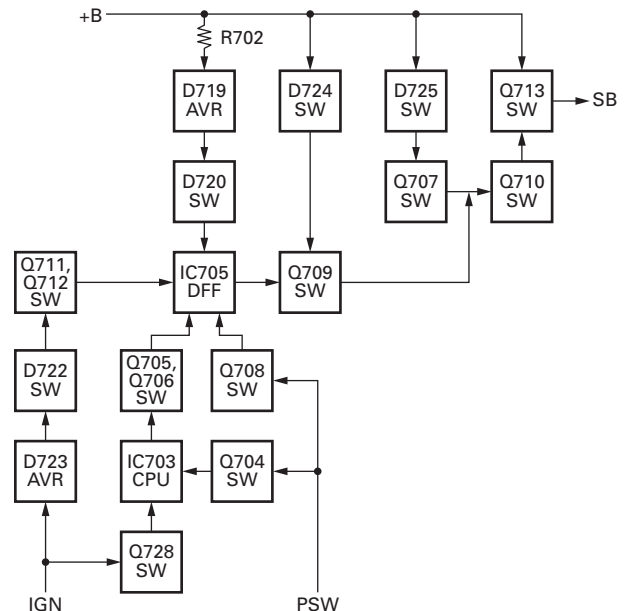 +B
R702
D719
AVR
D724
SW
D725
SW
Q713
SW
SB
D720
SW
Q707
SW
Q710
SW
Q711,
Q712
SW
IC705
DFF
Q709
SW
D722
SW
Q705,
Q706
SW
Q708
SW
D723
AVR
IC703
CPU
Q704
SW
Q728
SW
IGN
PSW